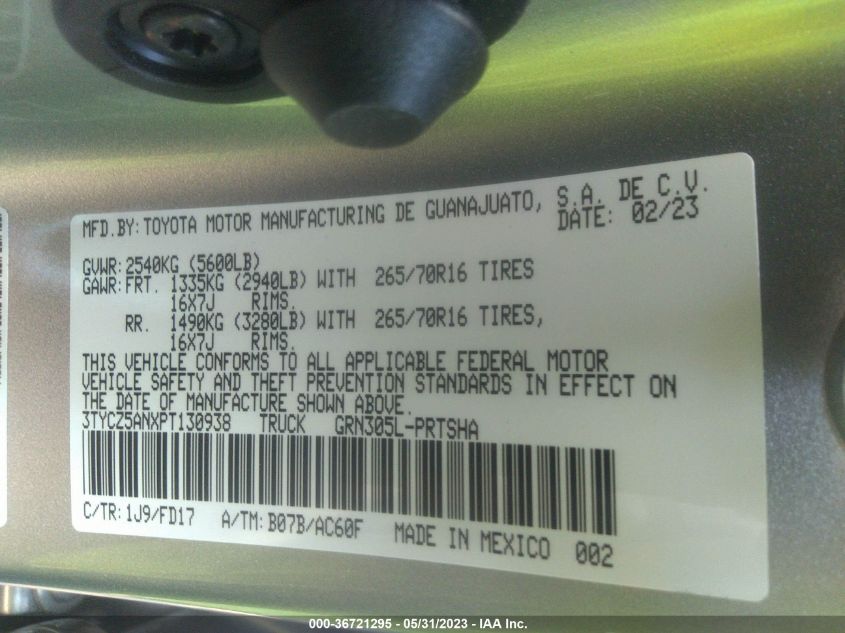 MFD.BY: TOYOTA MOTOR MANUFACTURING DE GUANAJUATO, S.A. DE C.V.
DATE: 02/23
GVWR: 2540KG (5600LB)
GAWR: FRT. 1335KG (2940LB) WITH 265/70R16 TIRES
16X7J RIMS.
RR. 1490KG (3280LB) WITH 265/70R16 TIRES,
16X7J RIMS.
THIS VEHICLE CONFORMS TO ALL APPLICABLE FEDERAL MOTOR
VEHICLE SAFETY AND THEFT PREVENTION STANDARDS IN EFFECT ON
THE DATE OF MANUFACTURE SHOWN ABOVE.
3TYCZ5ANXPT130938 TRUCK GRN305L-PRTSHA
C/TR: 1J9/FD17 A/TM: B07B/AC60F MADE IN MEXICO 002
000-36721295 - 05/31/2023 - IAA Inc.